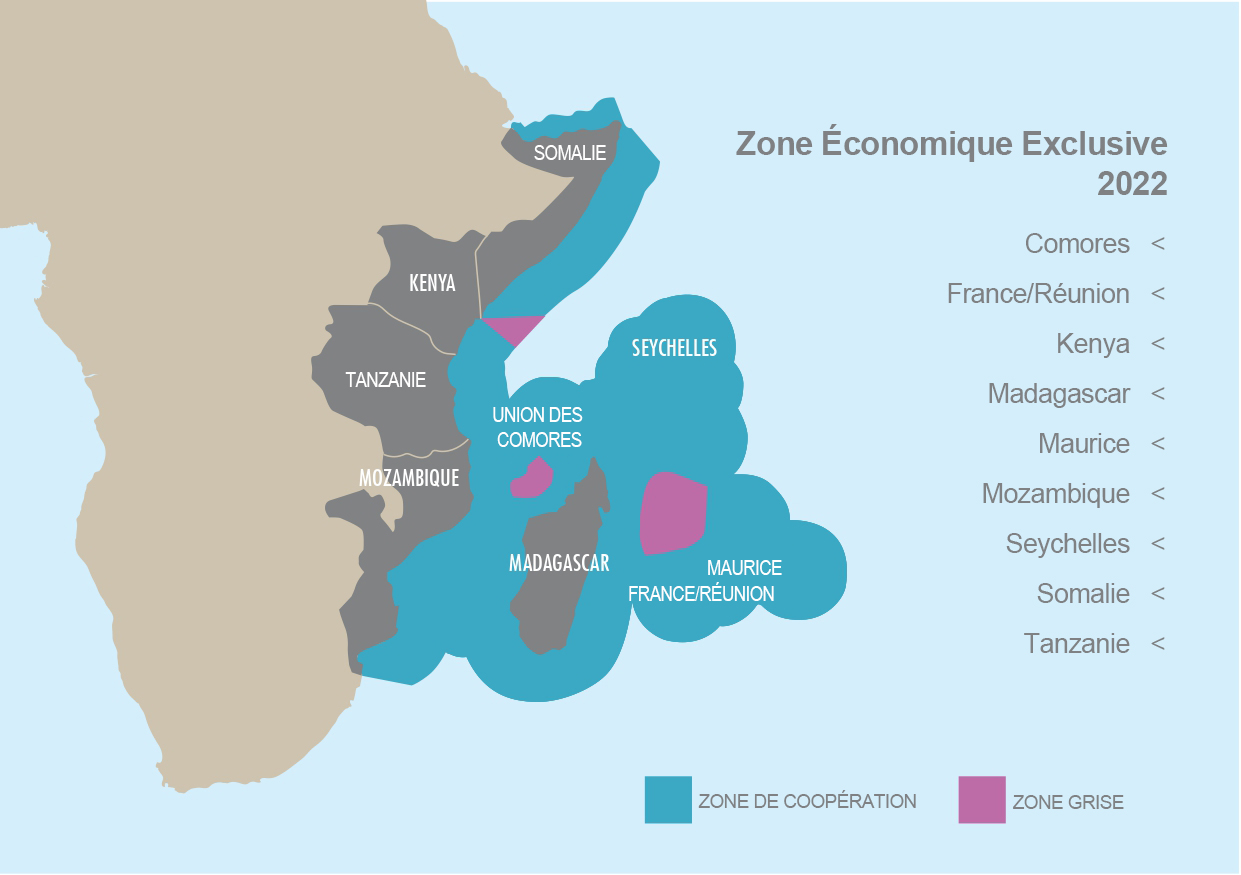 Zone Économique Exclusive
2022
Comores <
France/Réunion <
Kenya <
Madagascar <
Maurice <
Mozambique <
Seychelles <
Somalie <
Tanzanie <
SOMALIE
KENYA
SEYCHELLES
TANZANIE
UNION DES
COMORES
MOZAMBIQUE
MADAGASCAR
MAURICE
FRANCE/RÉUNION
ZONE DE COOPÉRATION
ZONE GRISE